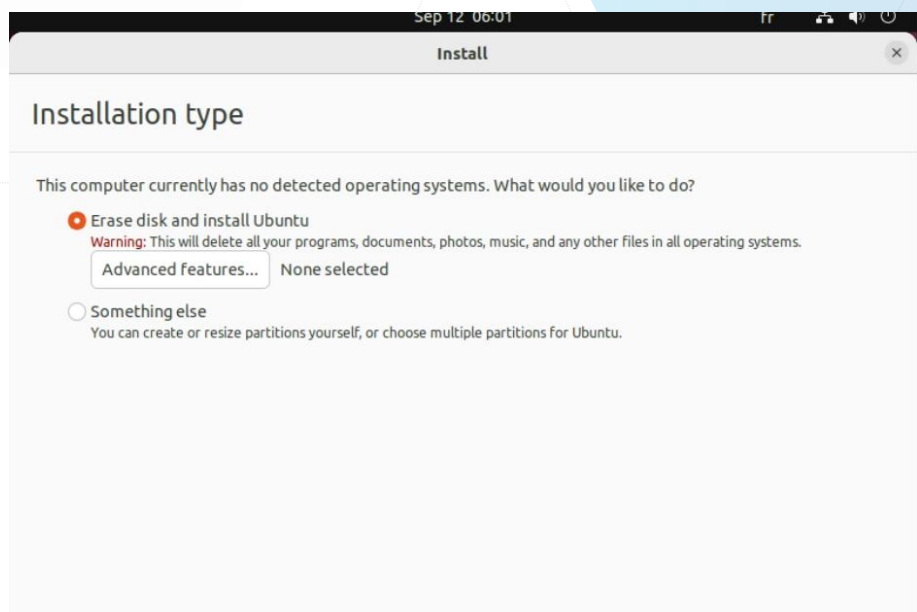 Sep 12 06:01 fr
Install
Installation type
This computer currently has no detected operating systems. What would you like to do?
Erase disk and install Ubuntu
Warning: This will delete all your programs, documents, photos, music, and any other files in all operating systems.
Advanced features... None selected
Something else
You can create or resize partitions yourself, or choose multiple partitions for Ubuntu.